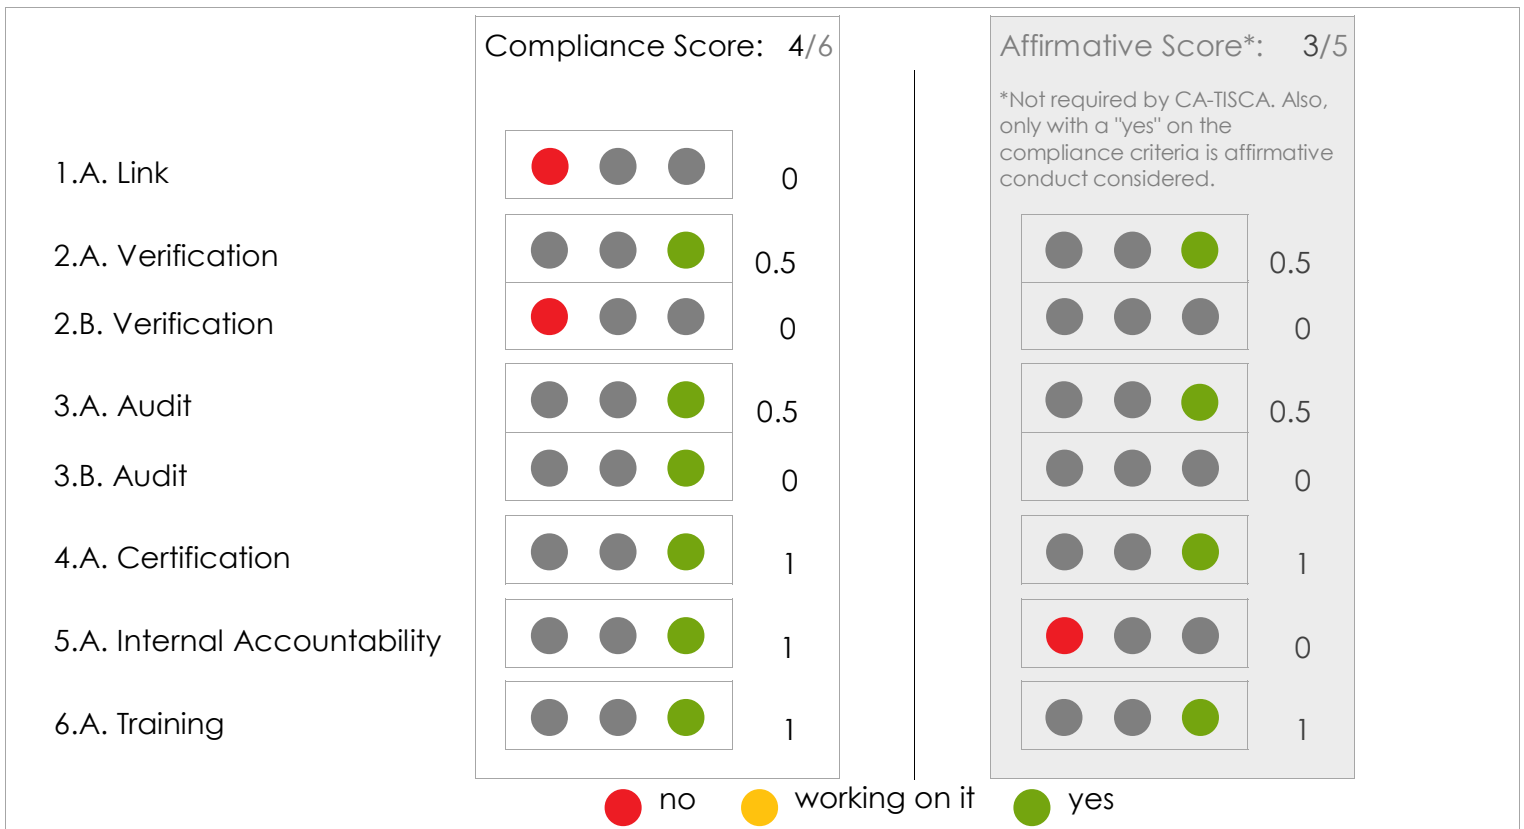 Compliance Score: 4/6
Affirmative Score*: 3/5
*Not required by CA-TISCA. Also,
only with a "yes" on the
compliance criteria is affirmative
conduct considered.
1.A. Link 0
2.A. Verification 0.5 0.5
2.B. Verification 0 0
3.A. Audit 0.5 0.5
3.B. Audit 0 0
4.A. Certification 1 1
5.A. Internal Accountability 1 0
6.A. Training 1 1
no working on it yes